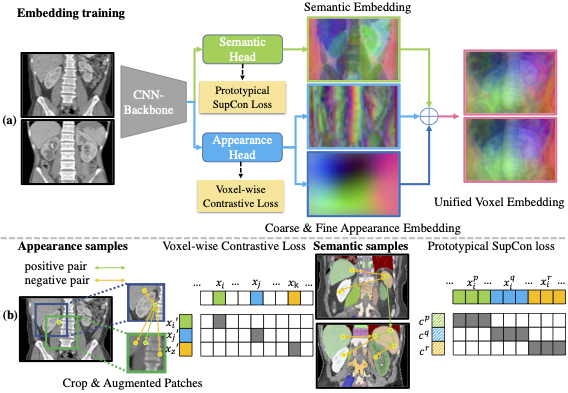 Embedding training
Semantic Embedding
(a)
CNN-
Backbone
Semantic
Head
Prototypical
SupCon Loss
Appearance
Head
Voxel-wise
Contrastive Loss
Coarse & Fine Appearance Embedding
Unified Voxel Embedding
Appearance samples
Voxel-wise Contrastive Loss
Semantic samples
Prototypical SupCon loss
positive pair
negative pair
(b)
... x_i ... x_j ... x_k ...
x_i'
x_j'
x_z'
... x_i^p ... x_i^q ... x_i^r ...
c^p
c^q
c^r
Crop & Augmented Patches